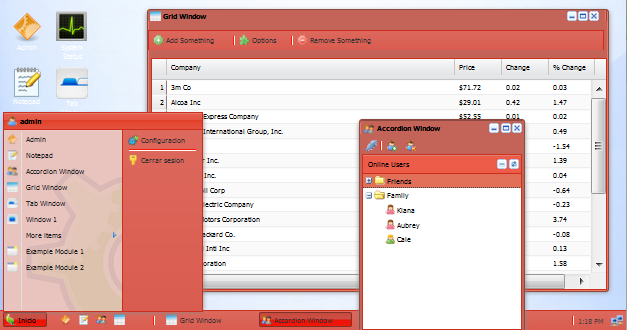 Admin
System
Status
Notepad
Tab
Grid Window
Add Something
Options
Remove Something
Company
Price
Change
% Change
1
3m Co
$71.72
0.02
0.03
2
Alcoa Inc
$29.01
0.42
1.47
Express Company
$52.55
0.01
0.02
International Group, Inc.
0.49
-1.54
r Inc.
1.39
s, Inc.
0.04
ll Corp
-0.64
lectric Company
-0.23
Motors Corporation
3.74
ackard Co.
-0.08
l Intl Inc
0.13
oration
1.58
admin
Admin
Notepad
Accordion Window
Grid Window
Tab Window
Window 1
More Items
Example Module 1
Example Module 2
Configuracion
Cerrar sesion
Accordion Window
Online Users
Friends
Family
Kiana
Aubrey
Cale
Inicio
Grid Window
Accordion Window
1:18 PM